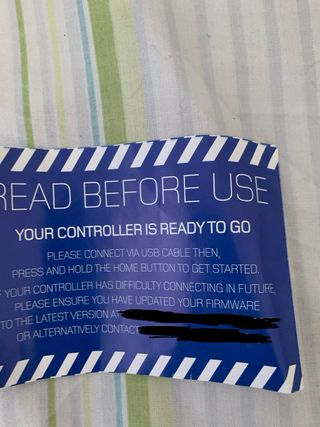 READ BEFORE USE
YOUR CONTROLLER IS READY TO GO
PLEASE CONNECT VIA USB CABLE THEN,
PRESS AND HOLD THE HOME BUTTON TO GET STARTED.
IF YOUR CONTROLLER HAS DIFFICULTY CONNECTING IN FUTURE,
PLEASE ENSURE YOU HAVE UPDATED YOUR FIRMWARE
TO THE LATEST VERSION AT
OR ALTERNATIVELY CONTACT